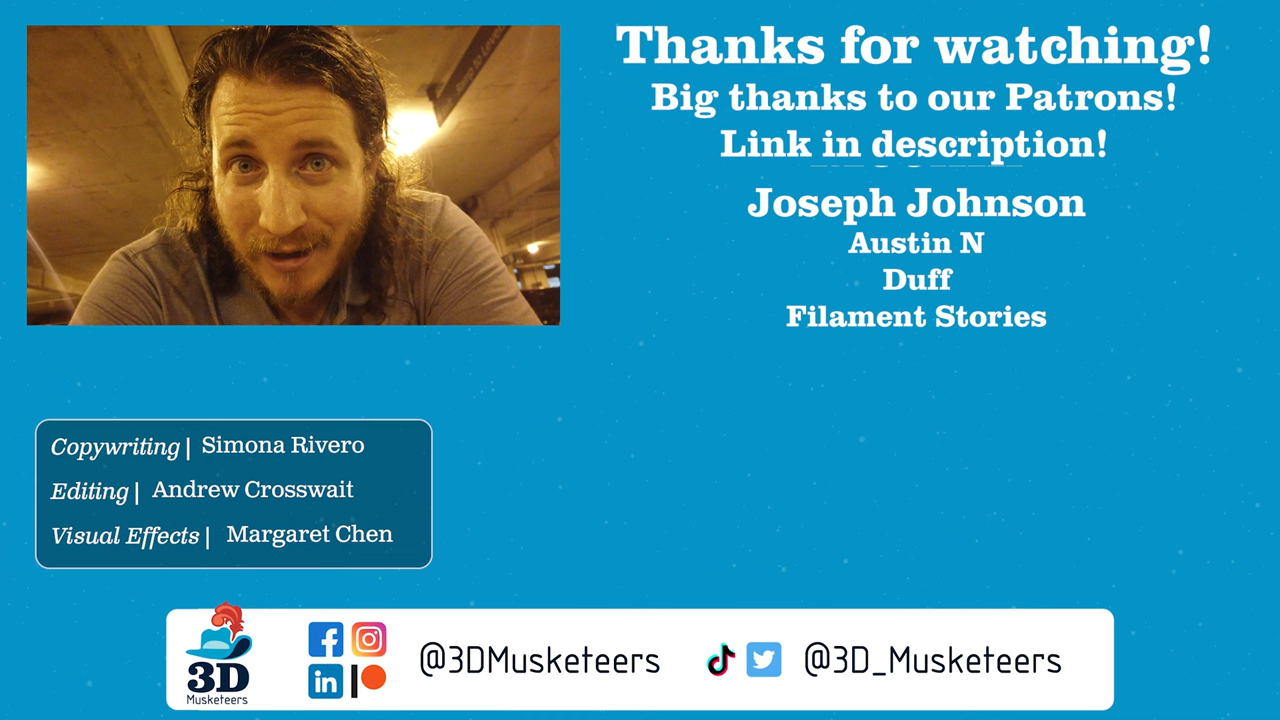 Thanks for watching!
Big thanks to our Patrons!
Link in description!
Joseph Johnson
Austin N
Duff
Filament Stories
Copywriting | Simona Rivero
Editing | Andrew Crosswait
Visual Effects | Margaret Chen
3D
Musketeers
in
@3DMusketeers
@3D_Musketeers